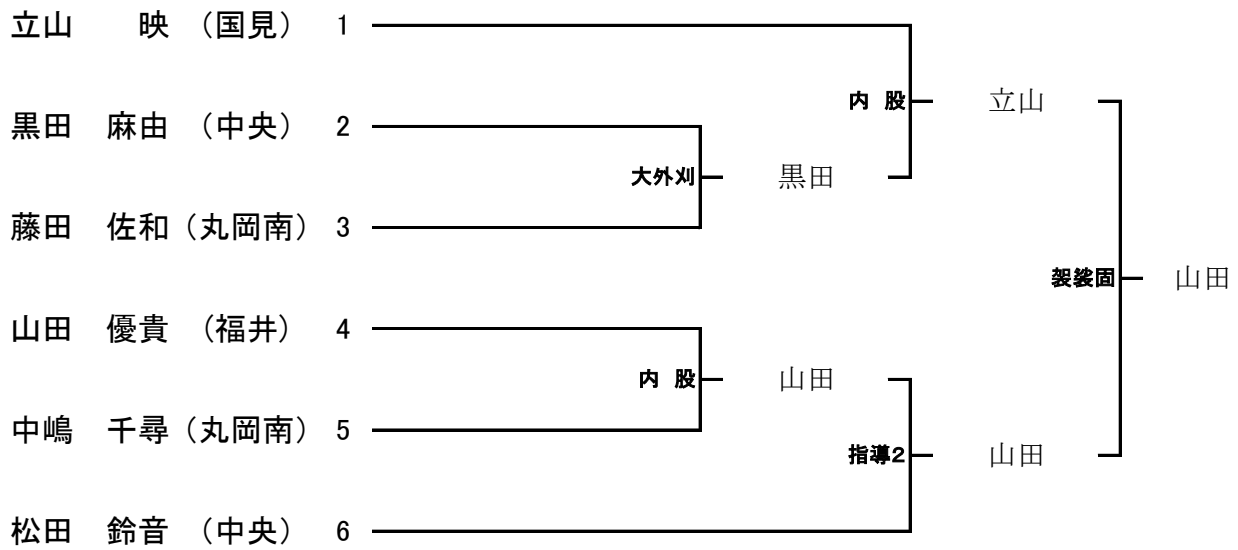 立山　　映（国見） 1
内 股 立山
黒田　麻由（中央） 2
大外刈 黒田
藤田　佐和（丸岡南） 3
袈裟固 山田
山田　優貴（福井） 4
内 股 山田
中嶋　千尋（丸岡南） 5
指導2 山田
松田　鈴音（中央） 6